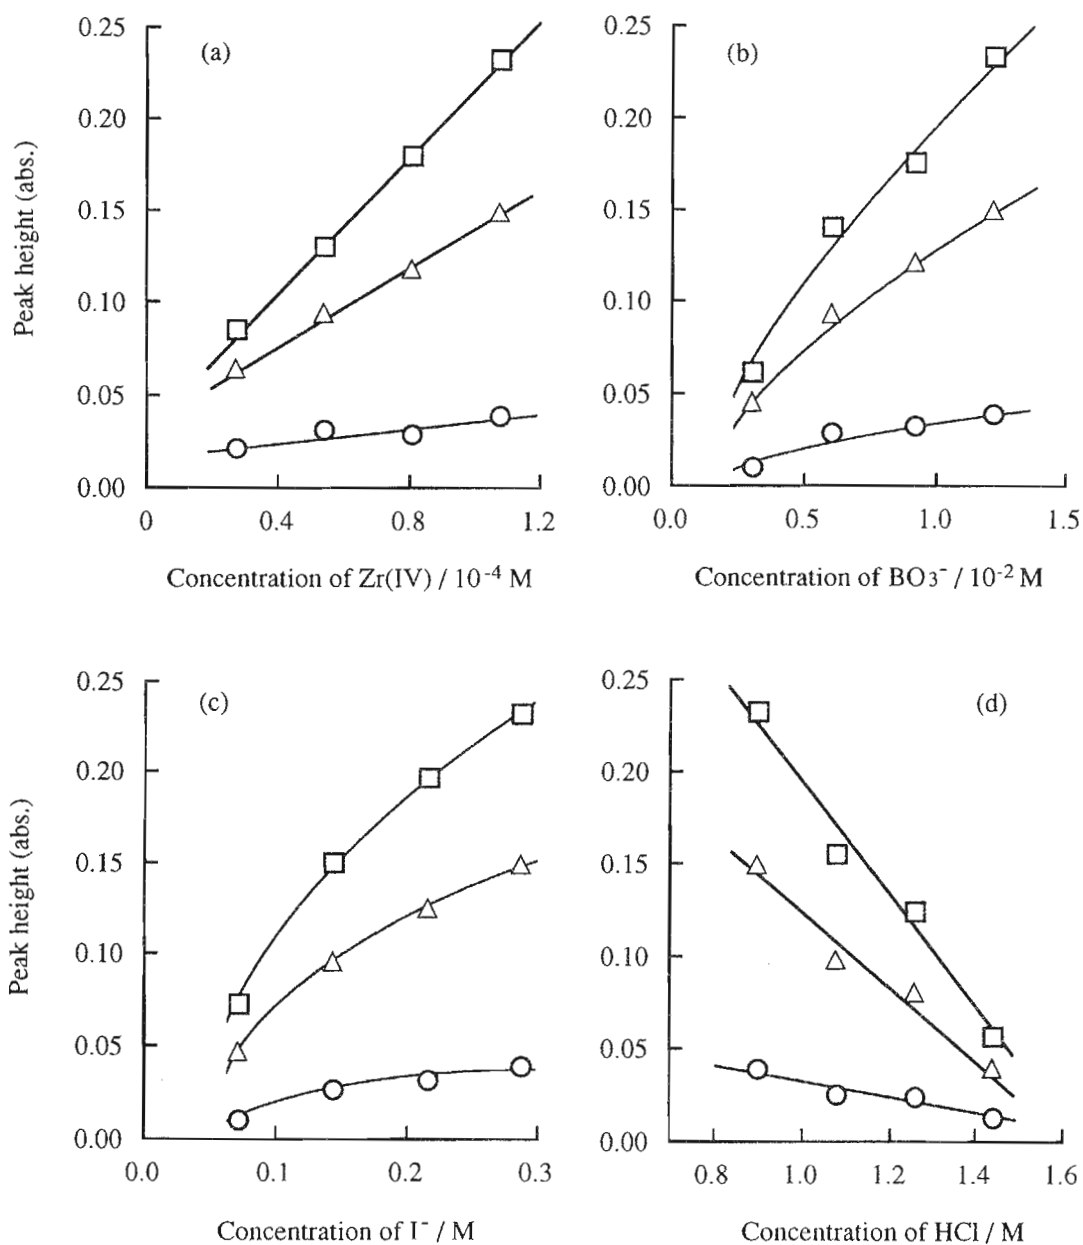 (a)
Peak height (abs.)
0.25
0.20
0.15
0.10
0.05
0.00
0 0.4 0.8 1.2
Concentration of Zr(IV) / 10⁻⁴ M
(b)
0.25
0.20
0.15
0.10
0.05
0.00
0.0 0.5 1.0 1.5
Concentration of BO₃⁻ / 10⁻² M
(c)
Peak height (abs.)
0.25
0.20
0.15
0.10
0.05
0.00
0.0 0.1 0.2 0.3
Concentration of I⁻ / M
(d)
0.25
0.20
0.15
0.10
0.05
0.00
0.8 1.0 1.2 1.4 1.6
Concentration of HCl / M